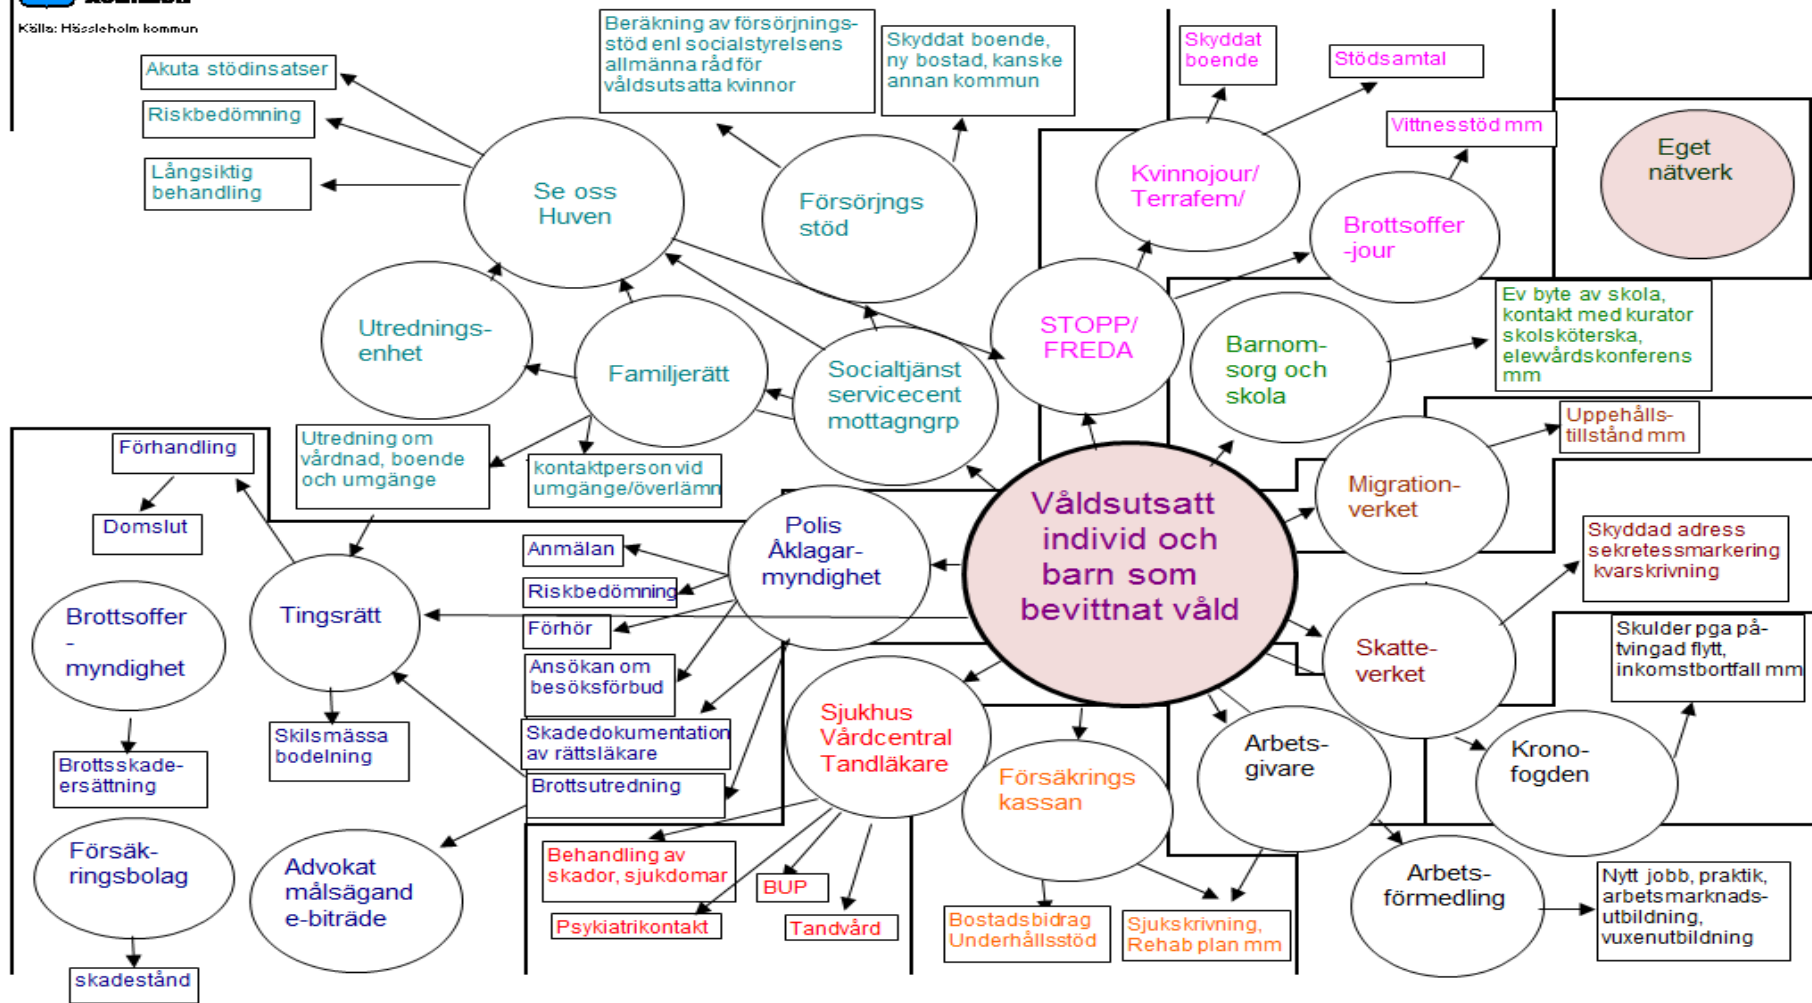 Källa: Hässleholm kommun
Akuta stödinsatser
Riskbedömning
Långsiktig
behandling
Beräkning av försörjnings-
stöd enl socialstyrelsens
allmänna råd för
våldsutsatta kvinnor
Skyddat boende,
ny bostad, kanske
annan kommun
Skyddat
boende
Stödsamtal
Vittnesstöd mm
Eget
nätverk
Se oss
Huven
Försörjngs
stöd
Kvinnojour/
Terrafem/
Brottsoffer
-jour
Utrednings-
enhet
Familjerätt
Socialtjänst
servicecent
mottagngrp
STOPP/
FREDA
Barnom-
sorg och
skola
Ev byte av skola,
kontakt med kurator
skolsköterska,
elevvårdskonferens
mm
Uppehålls-
tillstånd mm
Migration-
verket
Förhandling
Domslut
Utredning om
vårdnad, boende
och umgänge
kontaktperson vid
umgänge/överlämn
Våldsutsatt
individ och
barn som
bevittnat våld
Polis
Åklagar-
myndighet
Anmälan
Riskbedömning
Förhör
Ansökan om
besöksförbud
Skadedokumentation
av rättsläkare
Brottsutredning
Skyddad adress
sekretessmarkering
kvarskrivning
Skatte-
verket
Skulder pga på-
tvingad flytt,
inkomstbortfall mm
Brottsoffer
-
myndighet
Tingsrätt
Skilsmässa
bodelning
Brottsskade-
ersättning
Försäk-
ringsbolag
skadestånd
Advokat
målsägand
e-biträde
Sjukhus
Vårdcentral
Tandläkare
Behandling av
skador, sjukdomar
Psykiatrikontakt
BUP
Tandvård
Försäkrings
kassan
Bostadsbidrag
Underhållsstöd
Sjukskrivning,
Rehab plan mm
Arbets-
givare
Krono-
fogden
Arbets-
förmedling
Nytt jobb, praktik,
arbetsmarknads-
utbildning,
vuxenutbildning